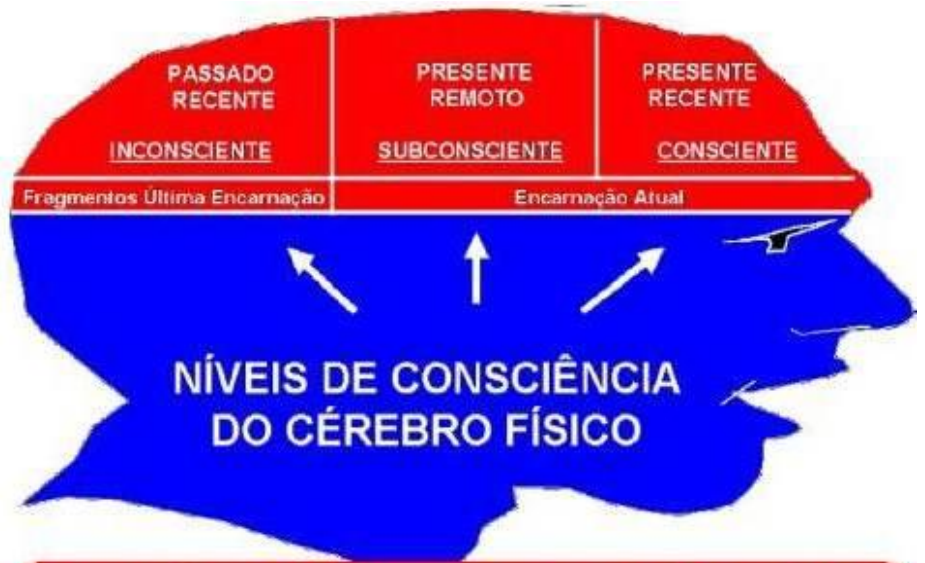 PASSADO
RECENTE
INCONSCIENTE
PRESENTE
REMOTO
SUBCONSCIENTE
PRESENTE
RECENTE
CONSCIENTE
Fragmentos Última Encarnação
Encarnação Atual
NÍVEIS DE CONSCIÊNCIA
DO CÉREBRO FÍSICO